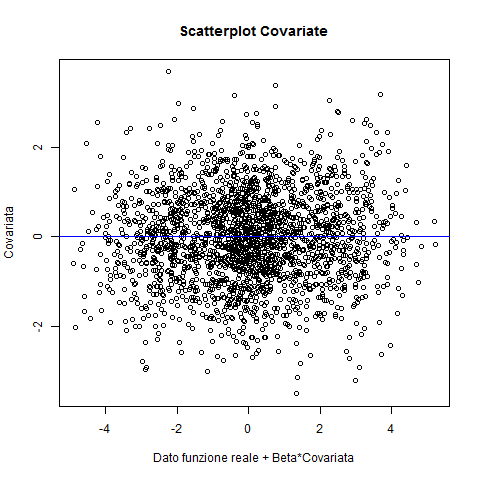 Scatterplot Covariate
Covariata
2
0
-2
-4
-2
0
2
4
Dato funzione reale + Beta*Covariata